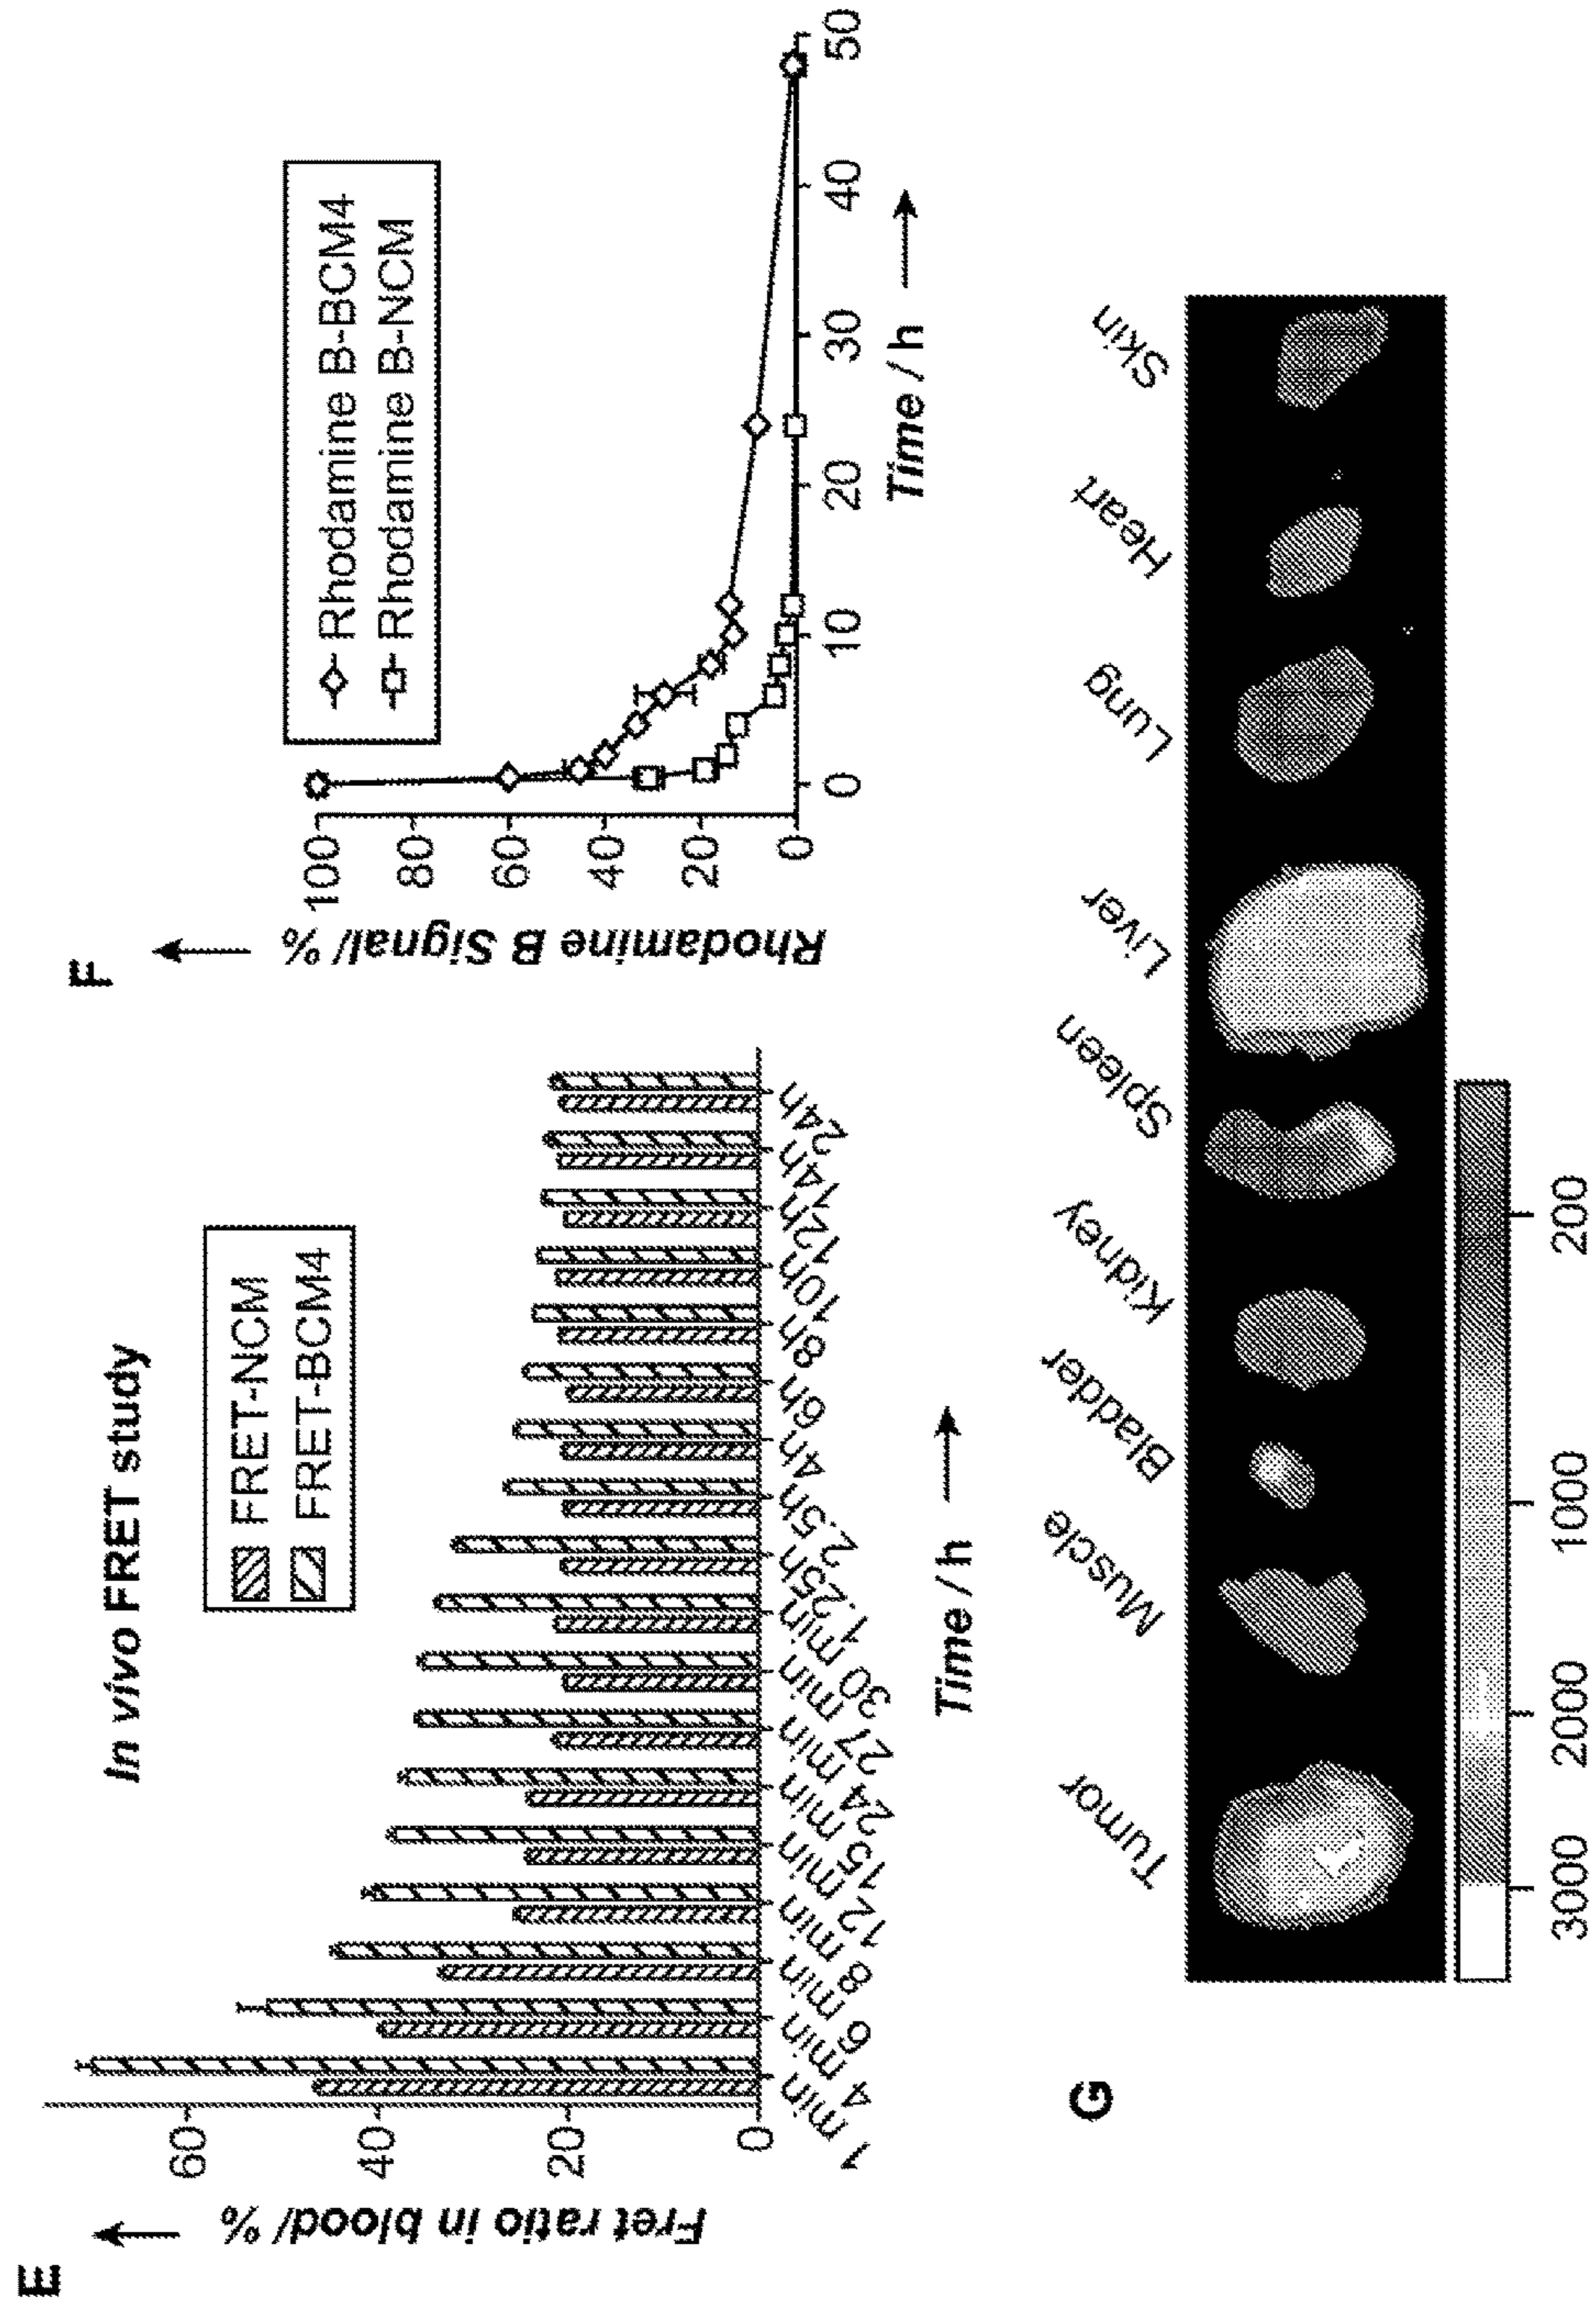 E
In vivo FRET study
FRET-NCM
FRET-BCM4
Fret ratio in blood/ %
60
40
20
0
1 min
4 min
6 min
8 min
12 min
15 min
24 min
27 min
30 min
1.25h
2.5h
4h
6h
8h
10h
12h
14h
24h
Time / h
F
Rhodamine B-BCM4
Rhodamine B-NCM
Rhodamine B Signal/ %
100
80
60
40
20
0
0 10 20 30 40 50
Time / h
G
Tumor Muscle Bladder Kidney Spleen Liver Lung Heart Skin
3000 2000 1000 200